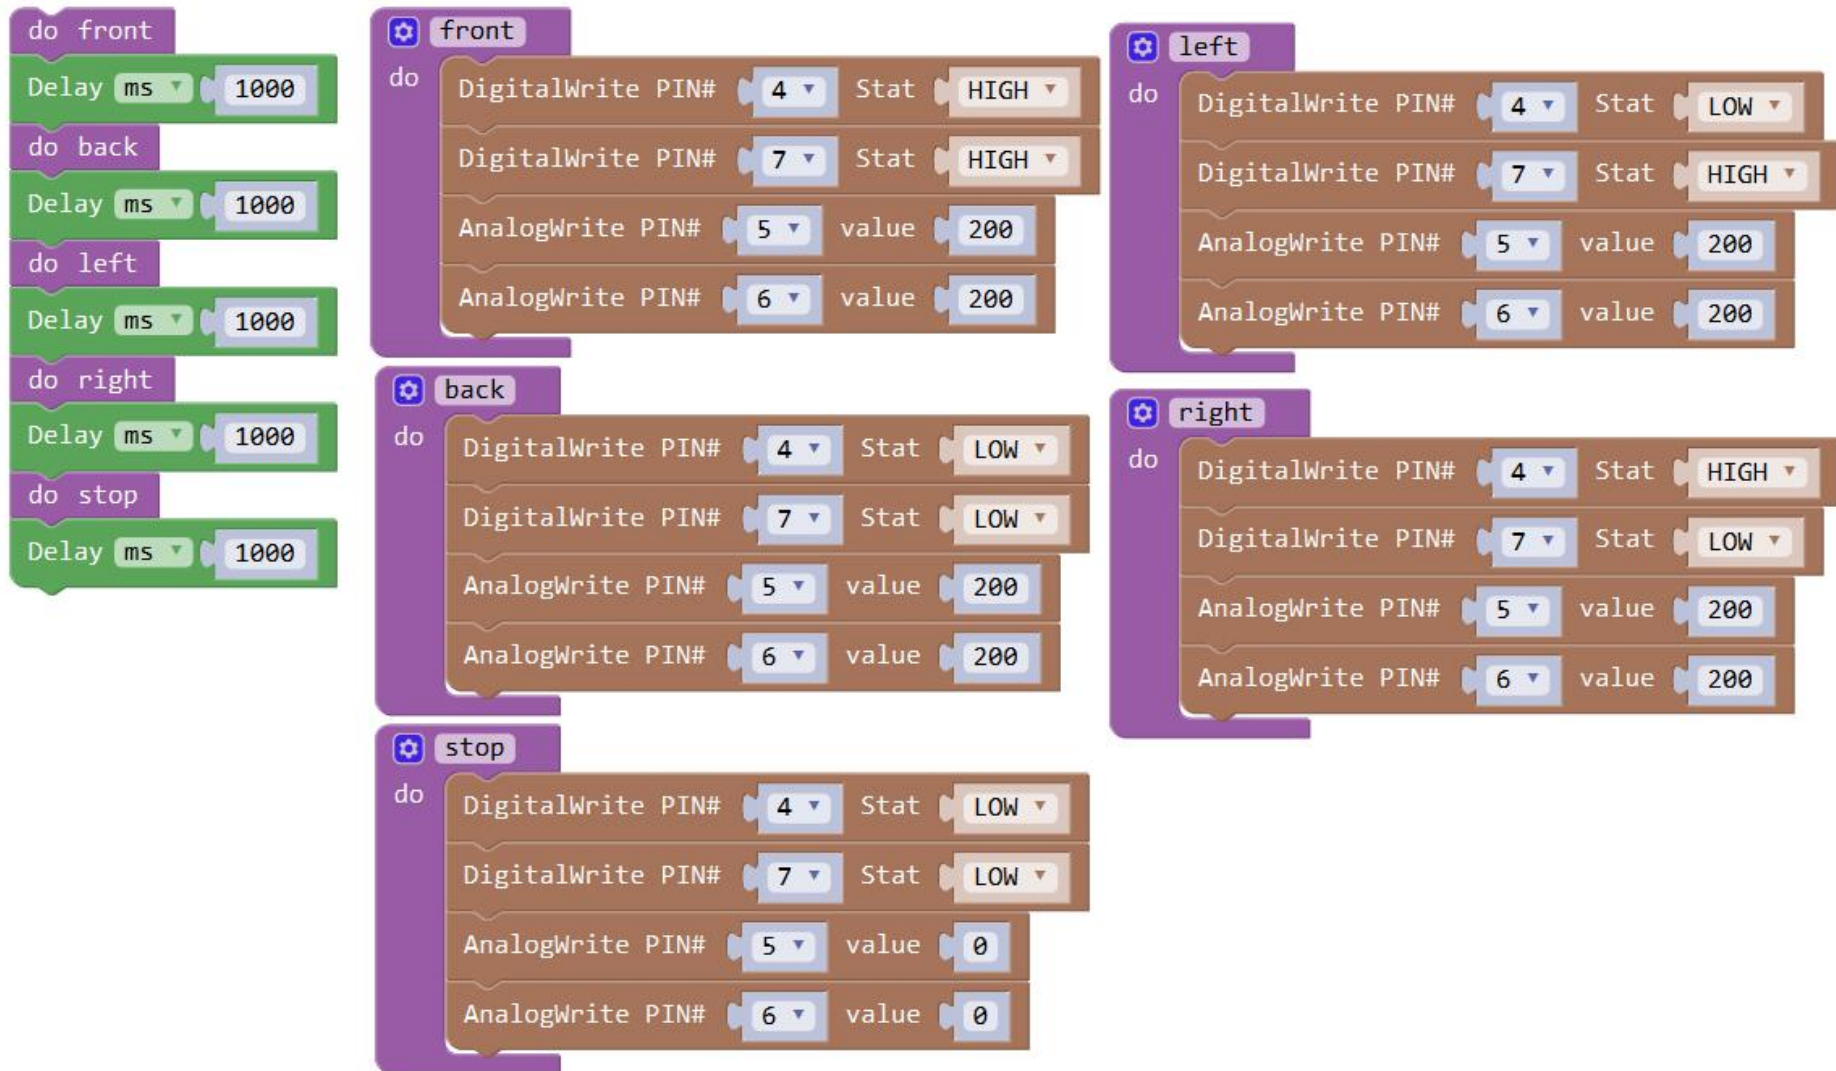 do front
Delay ms 1000
do back
Delay ms 1000
do left
Delay ms 1000
do right
Delay ms 1000
do stop
Delay ms 1000
front
do
DigitalWrite PIN# 4 Stat HIGH
DigitalWrite PIN# 7 Stat HIGH
AnalogWrite PIN# 5 value 200
AnalogWrite PIN# 6 value 200
back
do
DigitalWrite PIN# 4 Stat LOW
DigitalWrite PIN# 7 Stat LOW
AnalogWrite PIN# 5 value 200
AnalogWrite PIN# 6 value 200
stop
do
DigitalWrite PIN# 4 Stat LOW
DigitalWrite PIN# 7 Stat LOW
AnalogWrite PIN# 5 value 0
AnalogWrite PIN# 6 value 0
left
do
DigitalWrite PIN# 4 Stat LOW
DigitalWrite PIN# 7 Stat HIGH
AnalogWrite PIN# 5 value 200
AnalogWrite PIN# 6 value 200
right
do
DigitalWrite PIN# 4 Stat HIGH
DigitalWrite PIN# 7 Stat LOW
AnalogWrite PIN# 5 value 200
AnalogWrite PIN# 6 value 200